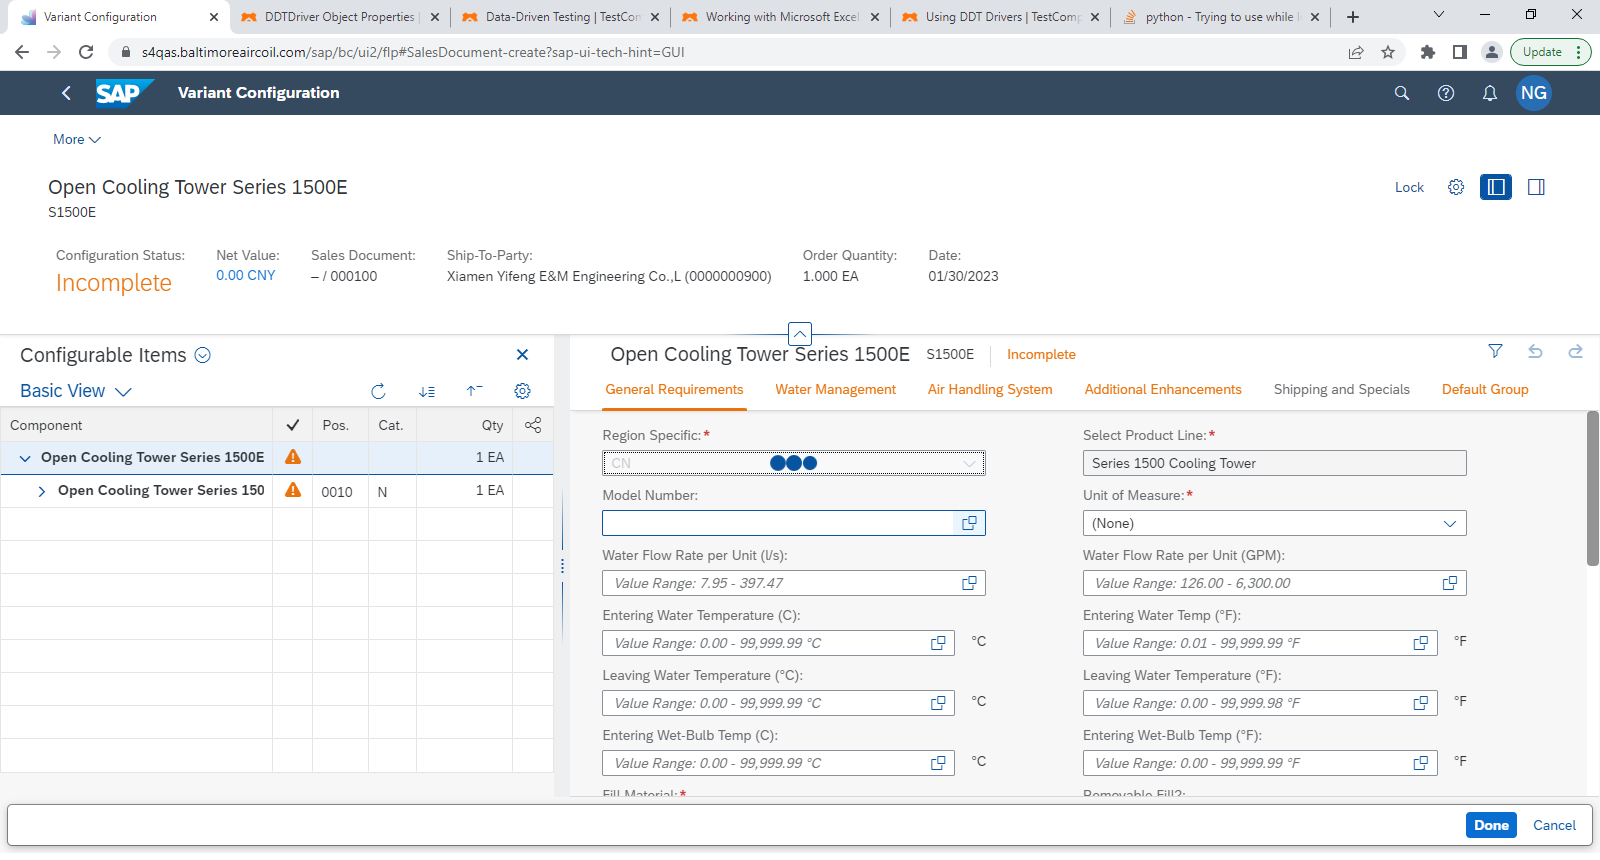 Variant Configuration
DDTDriver Object Properties
Data-Driven Testing | TestCom
Working with Microsoft Excel
Using DDT Drivers | TestComp
python - Trying to use while l
s4qas.baltimoreaircoil.com/sap/bc/ui2/flp#SalesDocument-create?sap-ui-tech-hint=GUI
Update
SAP
Variant Configuration
NG
More
Open Cooling Tower Series 1500E
S1500E
Lock
Configuration Status:
Net Value:
Sales Document:
Ship-To-Party:
Order Quantity:
Date:
Incomplete
0.00 CNY
– / 000100
Xiamen Yifeng E&M Engineering Co.,L (0000000900)
1.000 EA
01/30/2023
Configurable Items
Basic View
Component
Pos.
Cat.
Qty
Open Cooling Tower Series 1500E
1 EA
Open Cooling Tower Series 150
0010
N
1 EA
Open Cooling Tower Series 1500E
S1500E
Incomplete
General Requirements
Water Management
Air Handling System
Additional Enhancements
Shipping and Specials
Default Group
Region Specific:*
Select Product Line:*
CN
Series 1500 Cooling Tower
Model Number:
Unit of Measure:*
(None)
Water Flow Rate per Unit (l/s):
Water Flow Rate per Unit (GPM):
Value Range: 7.95 - 397.47
Value Range: 126.00 - 6,300.00
Entering Water Temperature (C):
Entering Water Temp (°F):
Value Range: 0.00 - 99,999.99 °C
°C
Value Range: 0.01 - 99,999.99 °F
°F
Leaving Water Temperature (°C):
Leaving Water Temperature (°F):
Value Range: 0.00 - 99,999.99 °C
°C
Value Range: 0.00 - 99,999.98 °F
°F
Entering Wet-Bulb Temp (C):
Entering Wet-Bulb Temp (°F):
Value Range: 0.00 - 99,999.99 °C
°C
Value Range: 0.00 - 99,999.99 °F
°F
Fill Material:*
Removable Fill?:
Done
Cancel